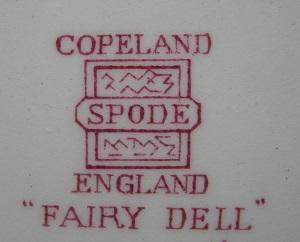 COPELAND
SPODE
ENGLAND
"FAIRY DELL"